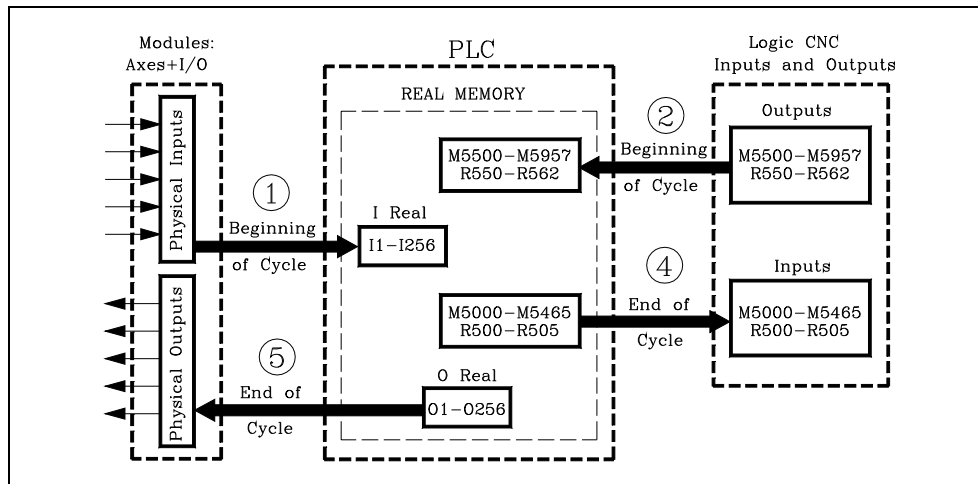 Modules:
Axes+I/O
Physical Inputs
Physical Outputs
1
Beginning
of Cycle
5
End of
Cycle
PLC
REAL MEMORY
M5500-M5957
R550-R562
I Real
I1-I256
M5000-M5465
R500-R505
O Real
O1-O256
2
Beginning
of Cycle
4
End of
Cycle
Logic CNC
Inputs and Outputs
Outputs
M5500-M5957
R550-R562
Inputs
M5000-M5465
R500-R505